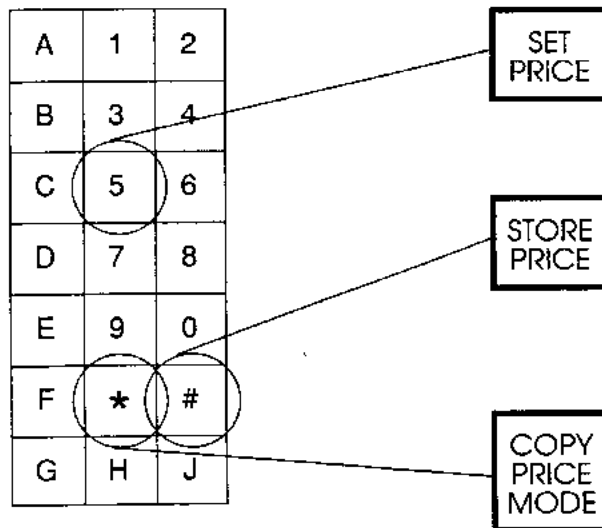 A 1 2
B 3 4
C 5 6
D 7 8
E 9 0
F * #
G H J
SET
PRICE
STORE
PRICE
COPY
PRICE
MODE